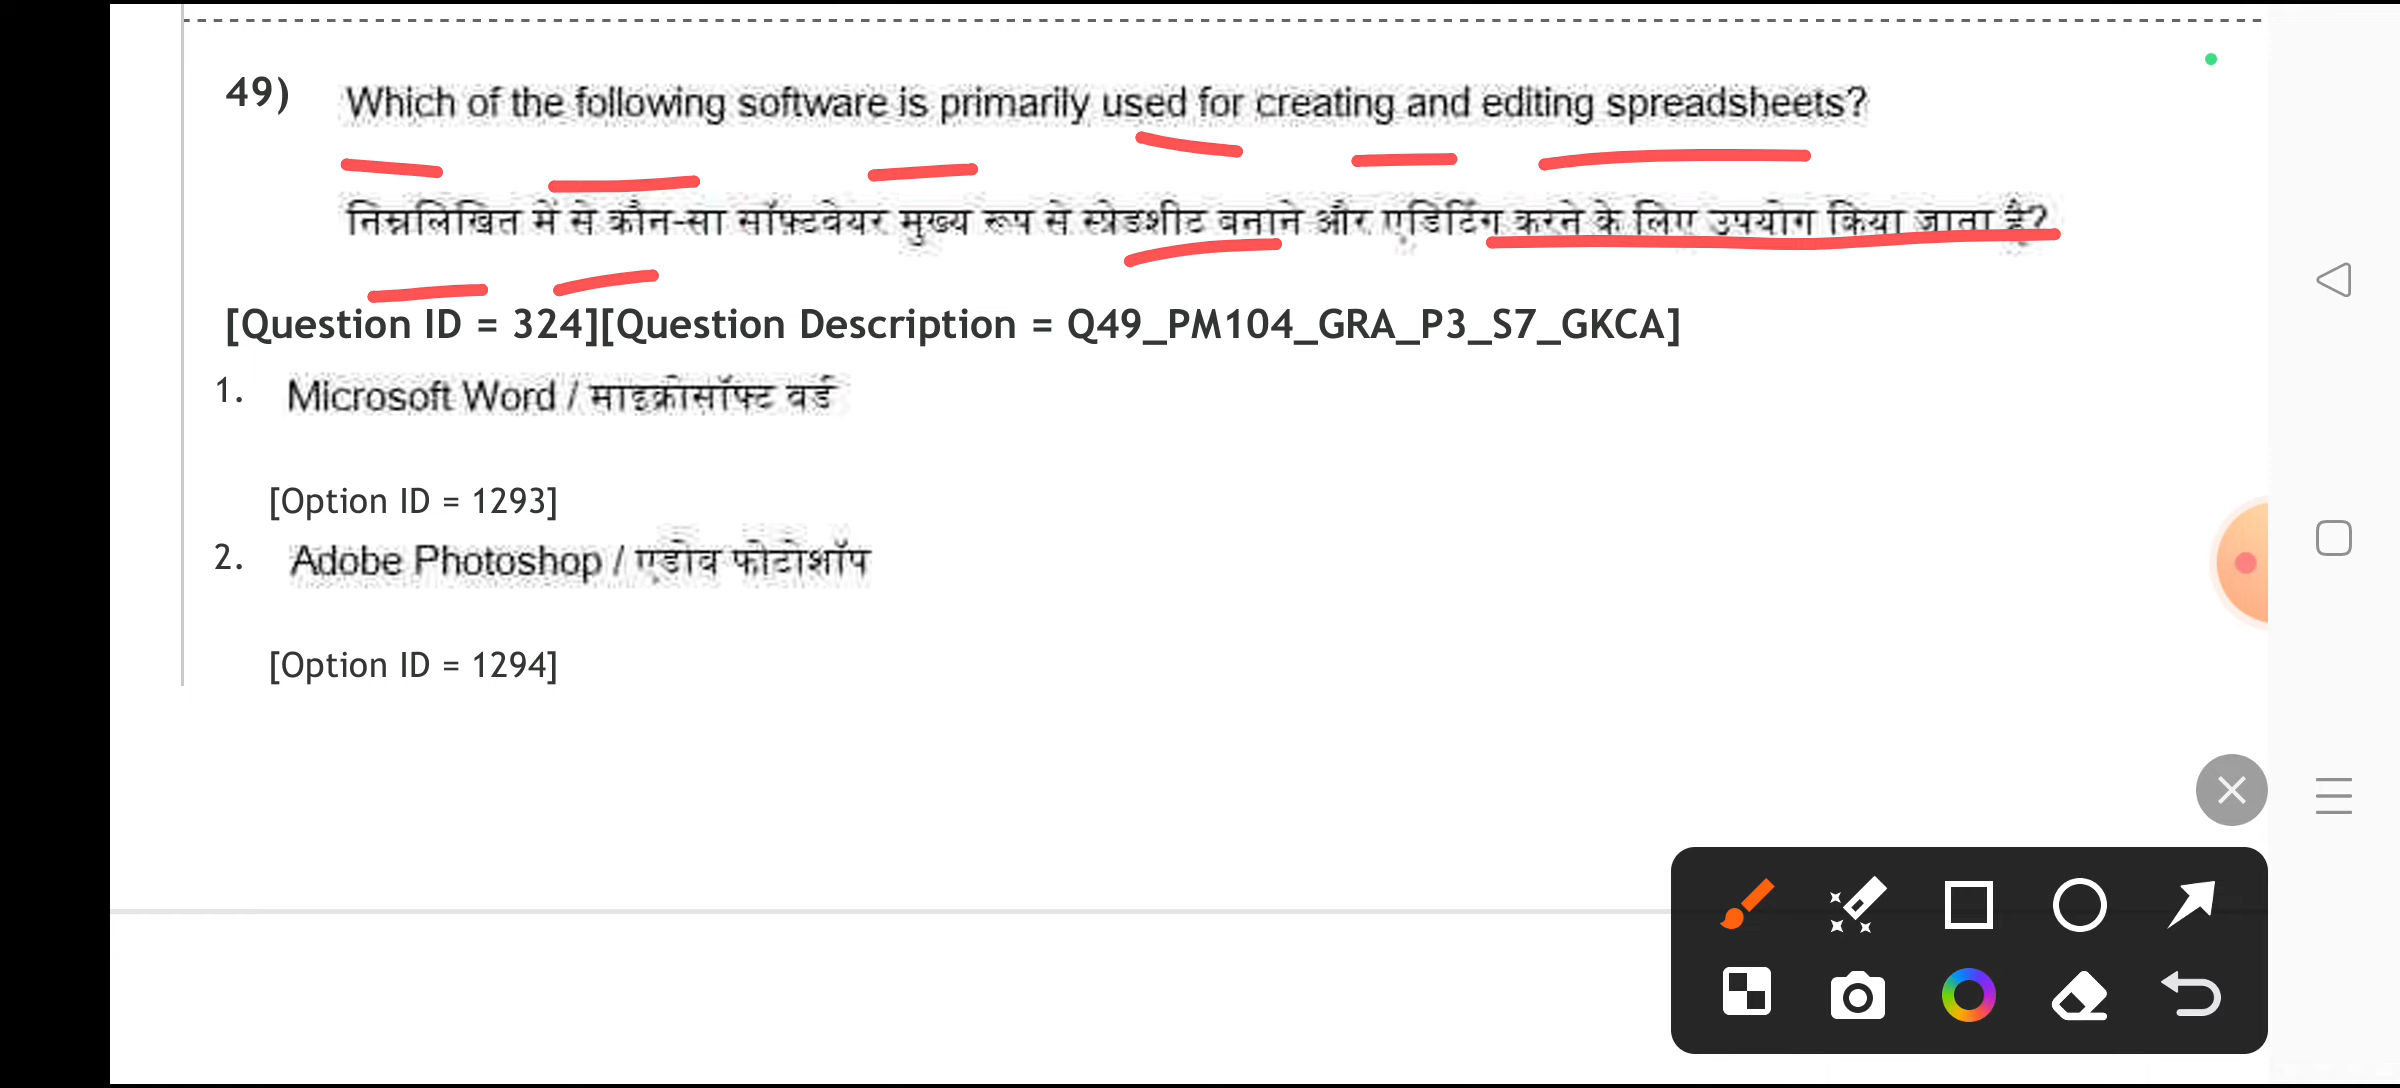 49) Which of the following software is primarily used for creating and editing spreadsheets?
निम्नलिखित में से कौन-सा सॉफ़्टवेयर मुख्य रूप से स्प्रेडशीट बनाने और एडिटिंग करने के लिए उपयोग किया जाता है?
[Question ID = 324][Question Description = Q49_PM104_GRA_P3_S7_GKCA]
1. Microsoft Word / माइक्रोसॉफ्ट वर्ड
[Option ID = 1293]
2. Adobe Photoshop / एडोब फोटोशॉप
[Option ID = 1294]